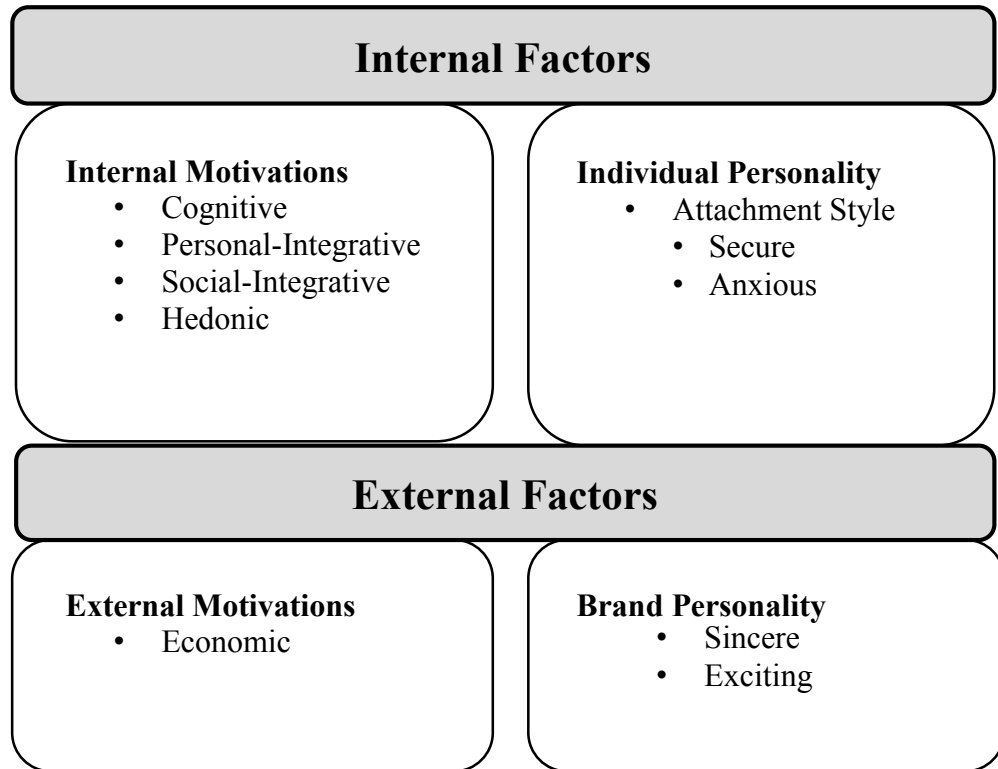 Internal Factors
Internal Motivations
• Cognitive
• Personal-Integrative
• Social-Integrative
• Hedonic
Individual Personality
• Attachment Style
• Secure
• Anxious
External Factors
External Motivations
• Economic
Brand Personality
• Sincere
• Exciting